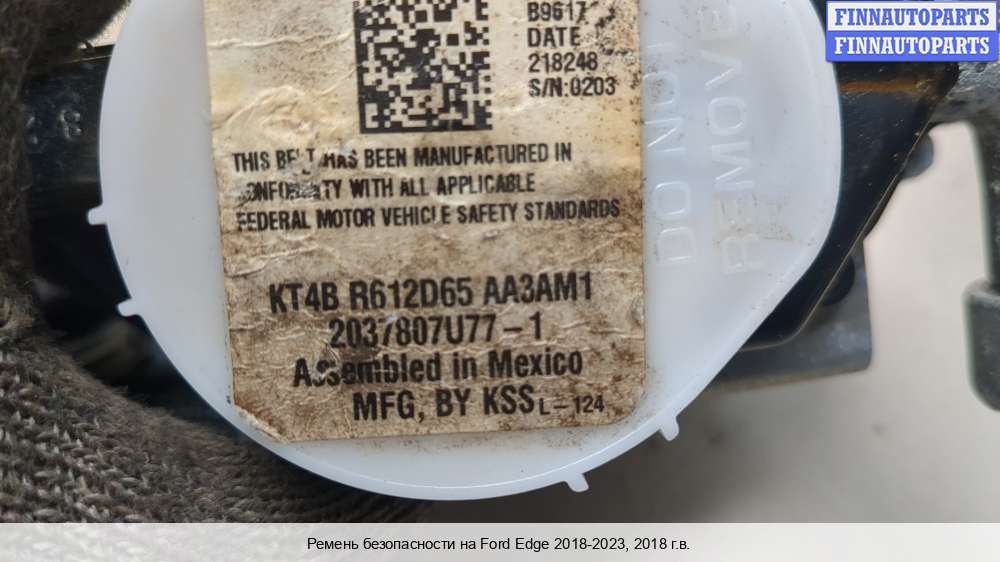 FINNAUTOPARTS
FINNAUTOPARTS
B9617
DATE
218248
S/N:0203
DO NOT
REMOVE
THIS BELT HAS BEEN MANUFACTURED IN
CONFORMITY WITH ALL APPLICABLE
FEDERAL MOTOR VEHICLE SAFETY STANDARDS
KT4B R612D65 AA3AM1
2037807U77-1
Assembled in Mexico
MFG, BY KSS L-124
Ремень безопасности на Ford Edge 2018-2023, 2018 г.в.